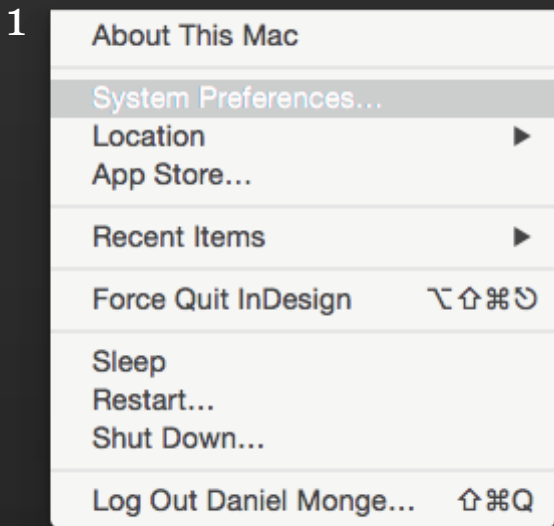 1
About This Mac
System Preferences...
Location ▶
App Store...
Recent Items ▶
Force Quit InDesign ⌥⇧⌘⎋
Sleep
Restart...
Shut Down...
Log Out Daniel Monge... ⇧⌘Q